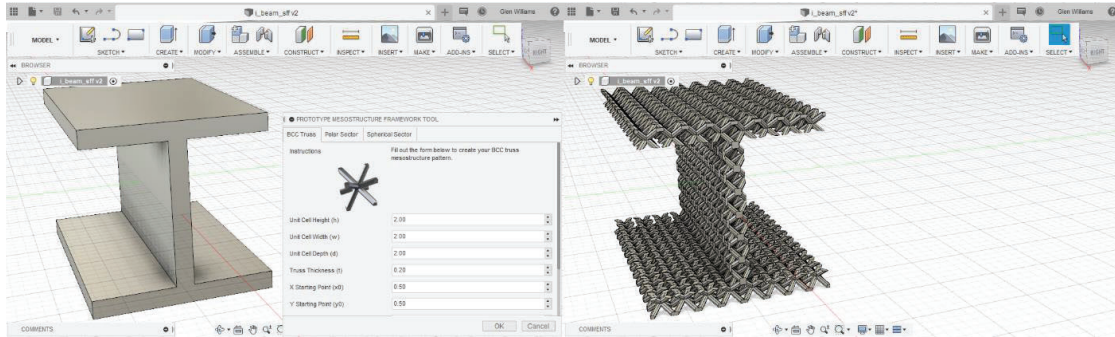 i_beam_sff v2
Glen Williams
MODEL
SKETCH
CREATE
MODIFY
ASSEMBLE
CONSTRUCT
INSPECT
INSERT
MAKE
ADD-INS
SELECT
RIGHT
BROWSER
i_beam_sff v2
PROTOTYPE MESOSTRUCTURE FRAMEWORK TOOL
BCC Truss Polar Sector Spherical Sector
Instructions
Fill out the form below to create your BCC truss
mesostructure pattern.
Unit Cell Height (h) 2.00
Unit Cell Width (w) 2.00
Unit Cell Depth (d) 2.00
Truss Thickness (t) 0.20
X Starting Point (x0) 0.50
Y Starting Point (y0) 0.50
OK Cancel
COMMENTS
i_beam_sff v2*
Glen Williams
MODEL
SKETCH
CREATE
MODIFY
ASSEMBLE
CONSTRUCT
INSPECT
INSERT
MAKE
ADD-INS
SELECT
RIGHT
BROWSER
i_beam_sff v2
COMMENTS